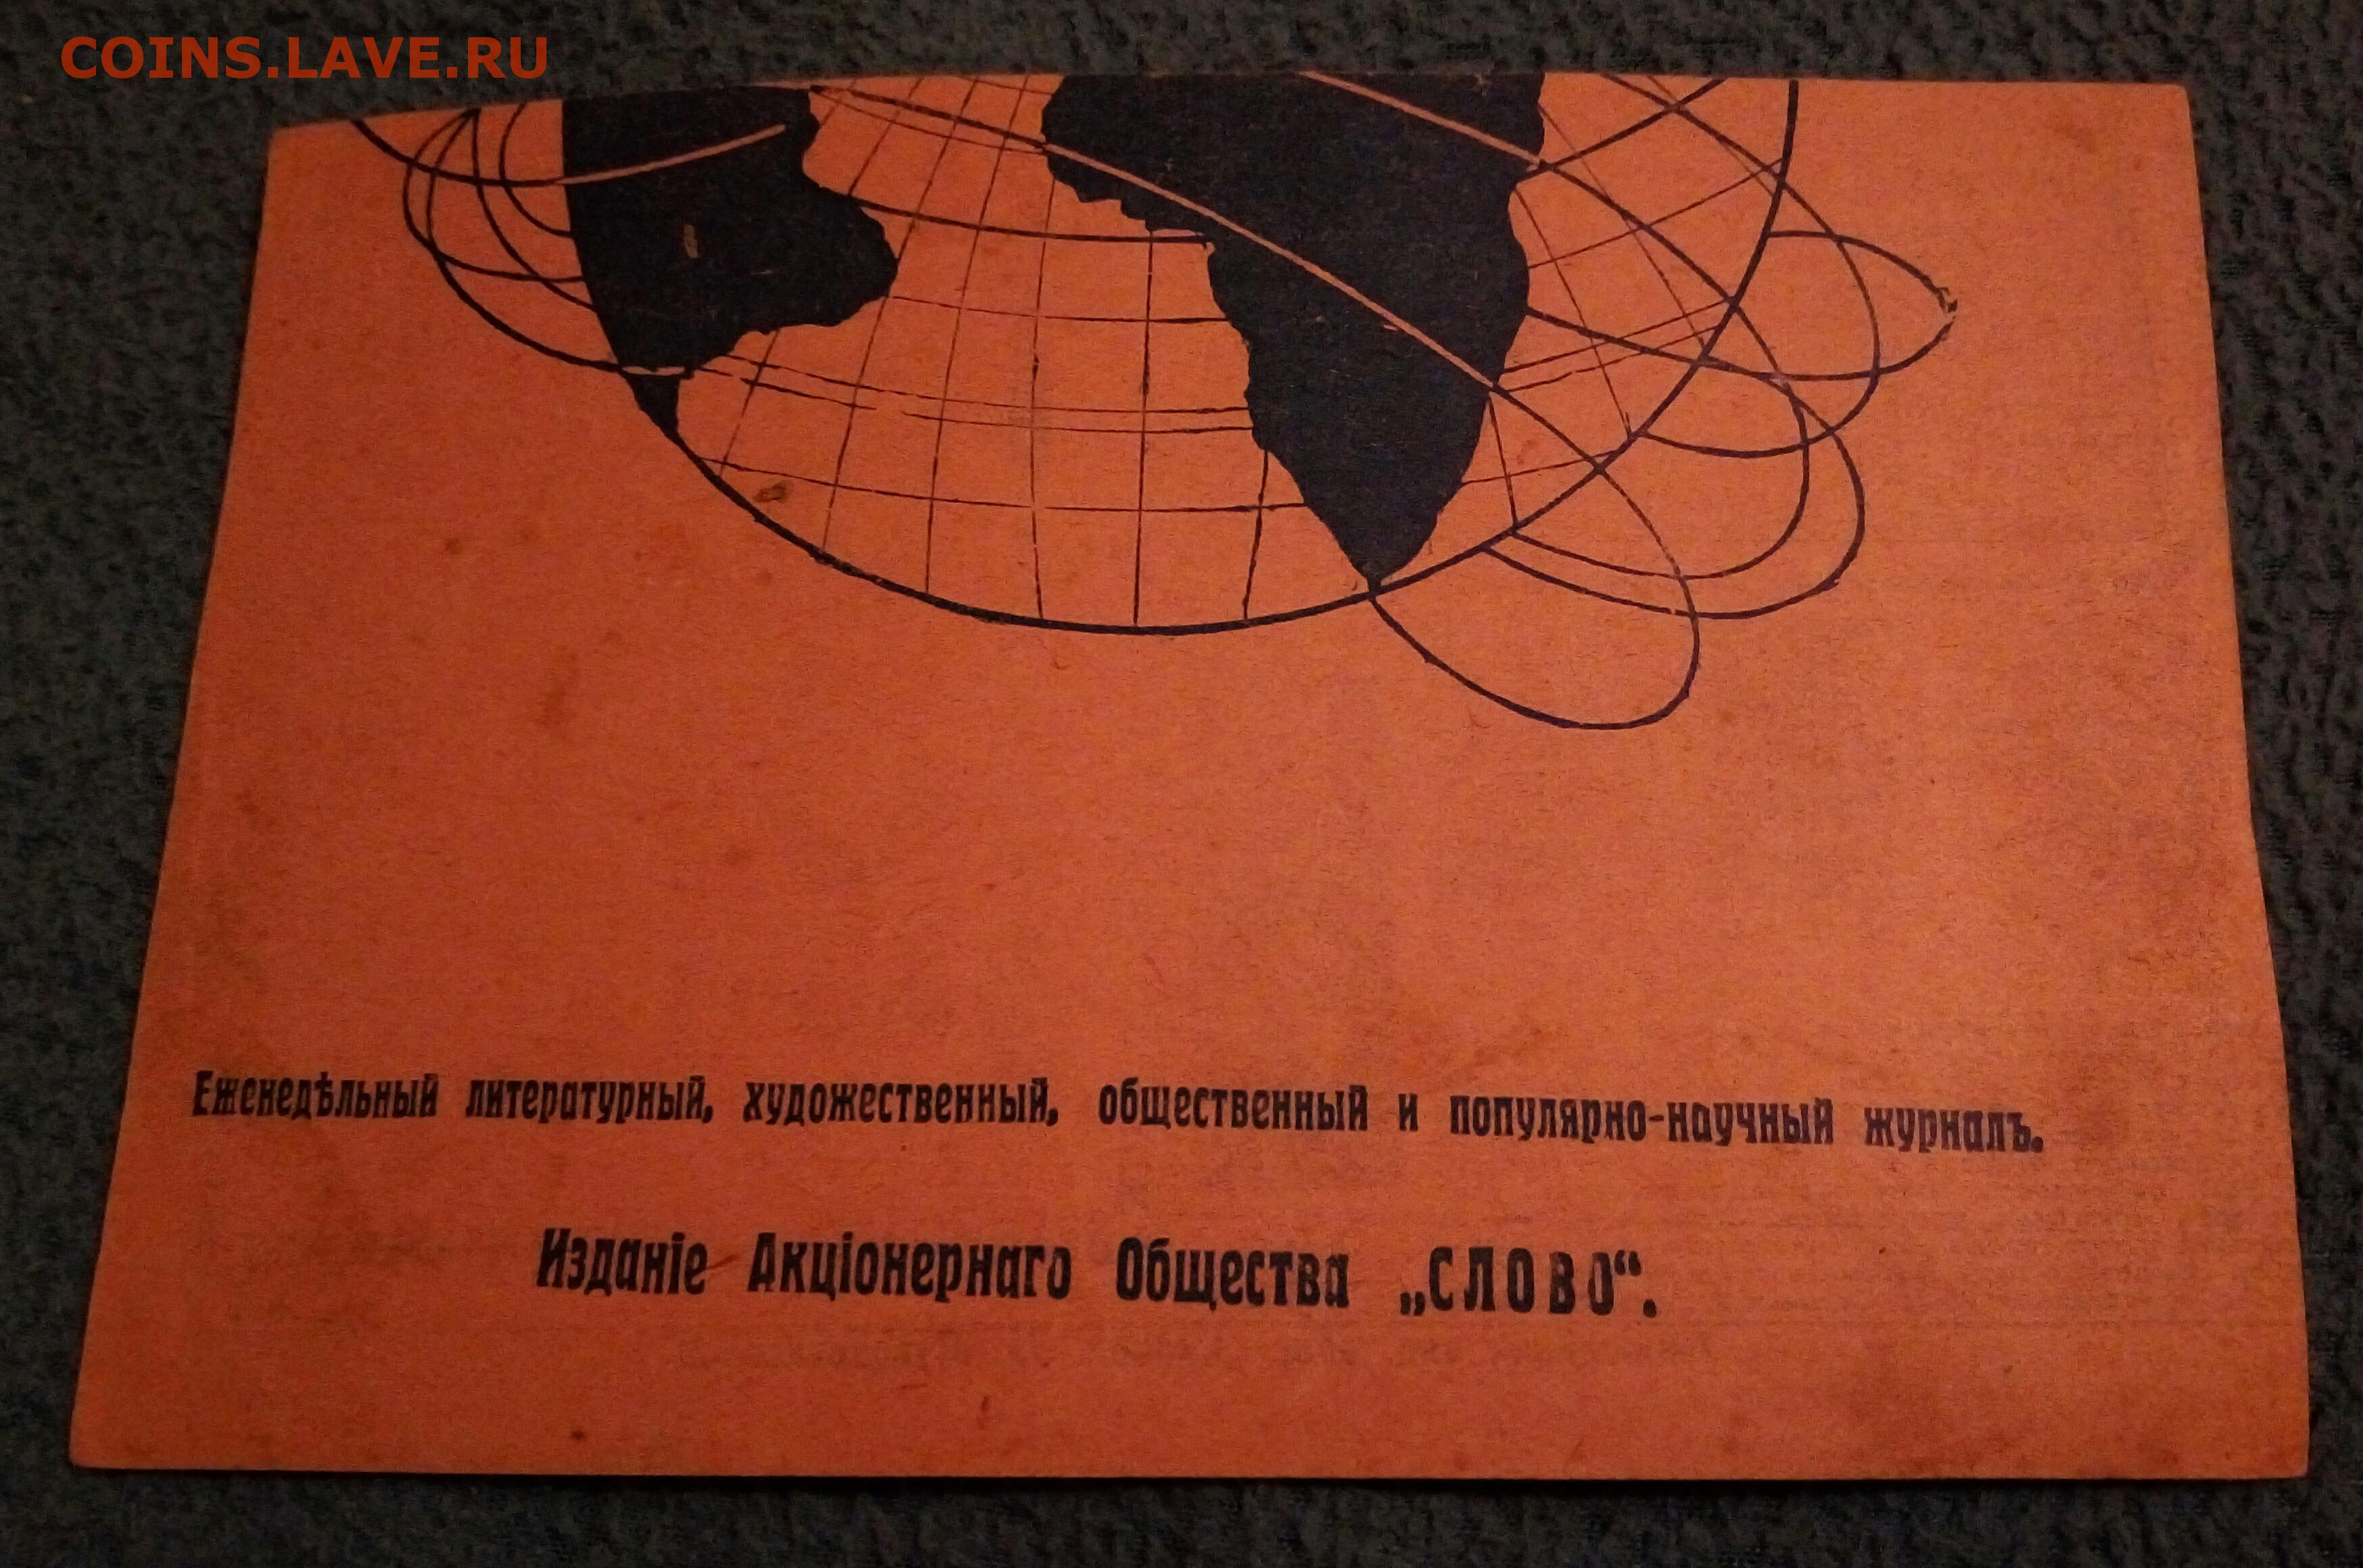 COINS.LAVE.RU
Еженедѣльный литературный, художественный, общественный и популярно-научный журналъ.
Изданіе Акціонернаго Общества „СЛОВО“.